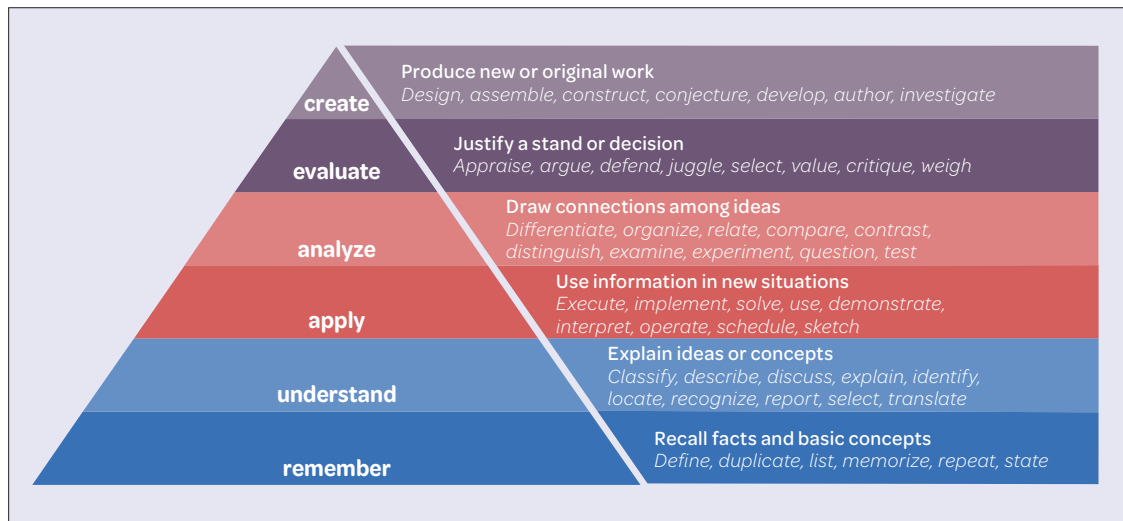 create
Produce new or original work
Design, assemble, construct, conjecture, develop, author, investigate
evaluate
Justify a stand or decision
Appraise, argue, defend, juggle, select, value, critique, weigh
analyze
Draw connections among ideas
Differentiate, organize, relate, compare, contrast,
distinguish, examine, experiment, question, test
apply
Use information in new situations
Execute, implement, solve, use, demonstrate,
interpret, operate, schedule, sketch
understand
Explain ideas or concepts
Classify, describe, discuss, explain, identify,
locate, recognize, report, select, translate
remember
Recall facts and basic concepts
Define, duplicate, list, memorize, repeat, state